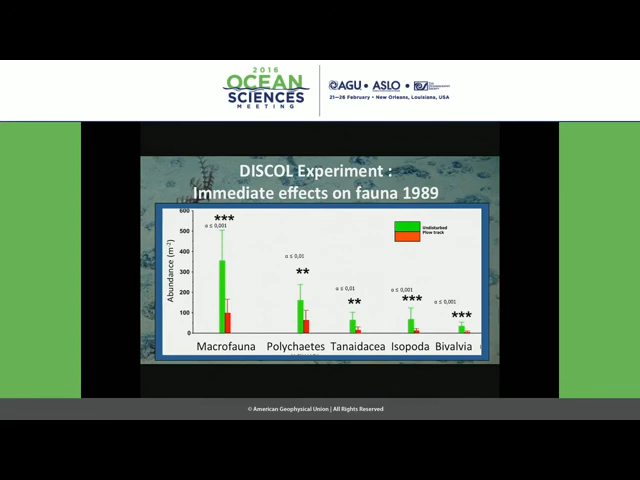 2016
OCEAN
SCIENCES
MEETING
AGU • ASLO •
21–26 February • New Orleans, Louisiana, USA
DISCOL Experiment :
Immediate effects on fauna 1989
Abundance (m-2)
600
500
400
300
200
100
0
***
α ≤ 0,001
α ≤ 0,01
**
α ≤ 0,01
**
α ≤ 0,001
***
α ≤ 0,001
***
Undisturbed
Plow track
Macrofauna Polychaetes Tanaidacea Isopoda Bivalvia
© American Geophysical Union | All Rights Reserved